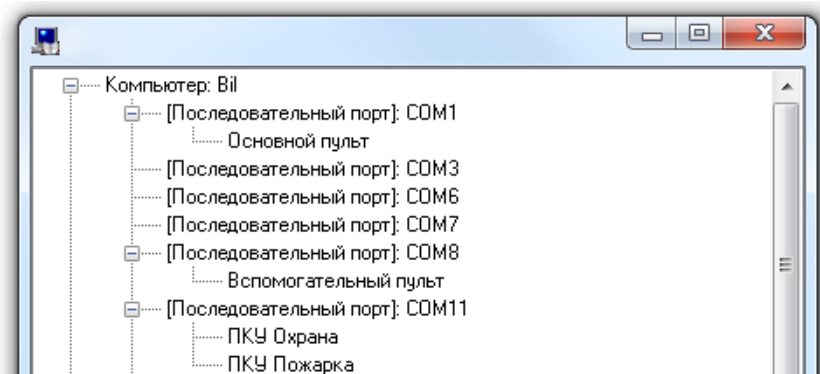 Компьютер: Bil
[Последовательный порт]: COM1
Основной пульт
[Последовательный порт]: COM3
[Последовательный порт]: COM6
[Последовательный порт]: COM7
[Последовательный порт]: COM8
Вспомогательный пульт
[Последовательный порт]: COM11
ПКУ Охрана
ПКУ Пожарка